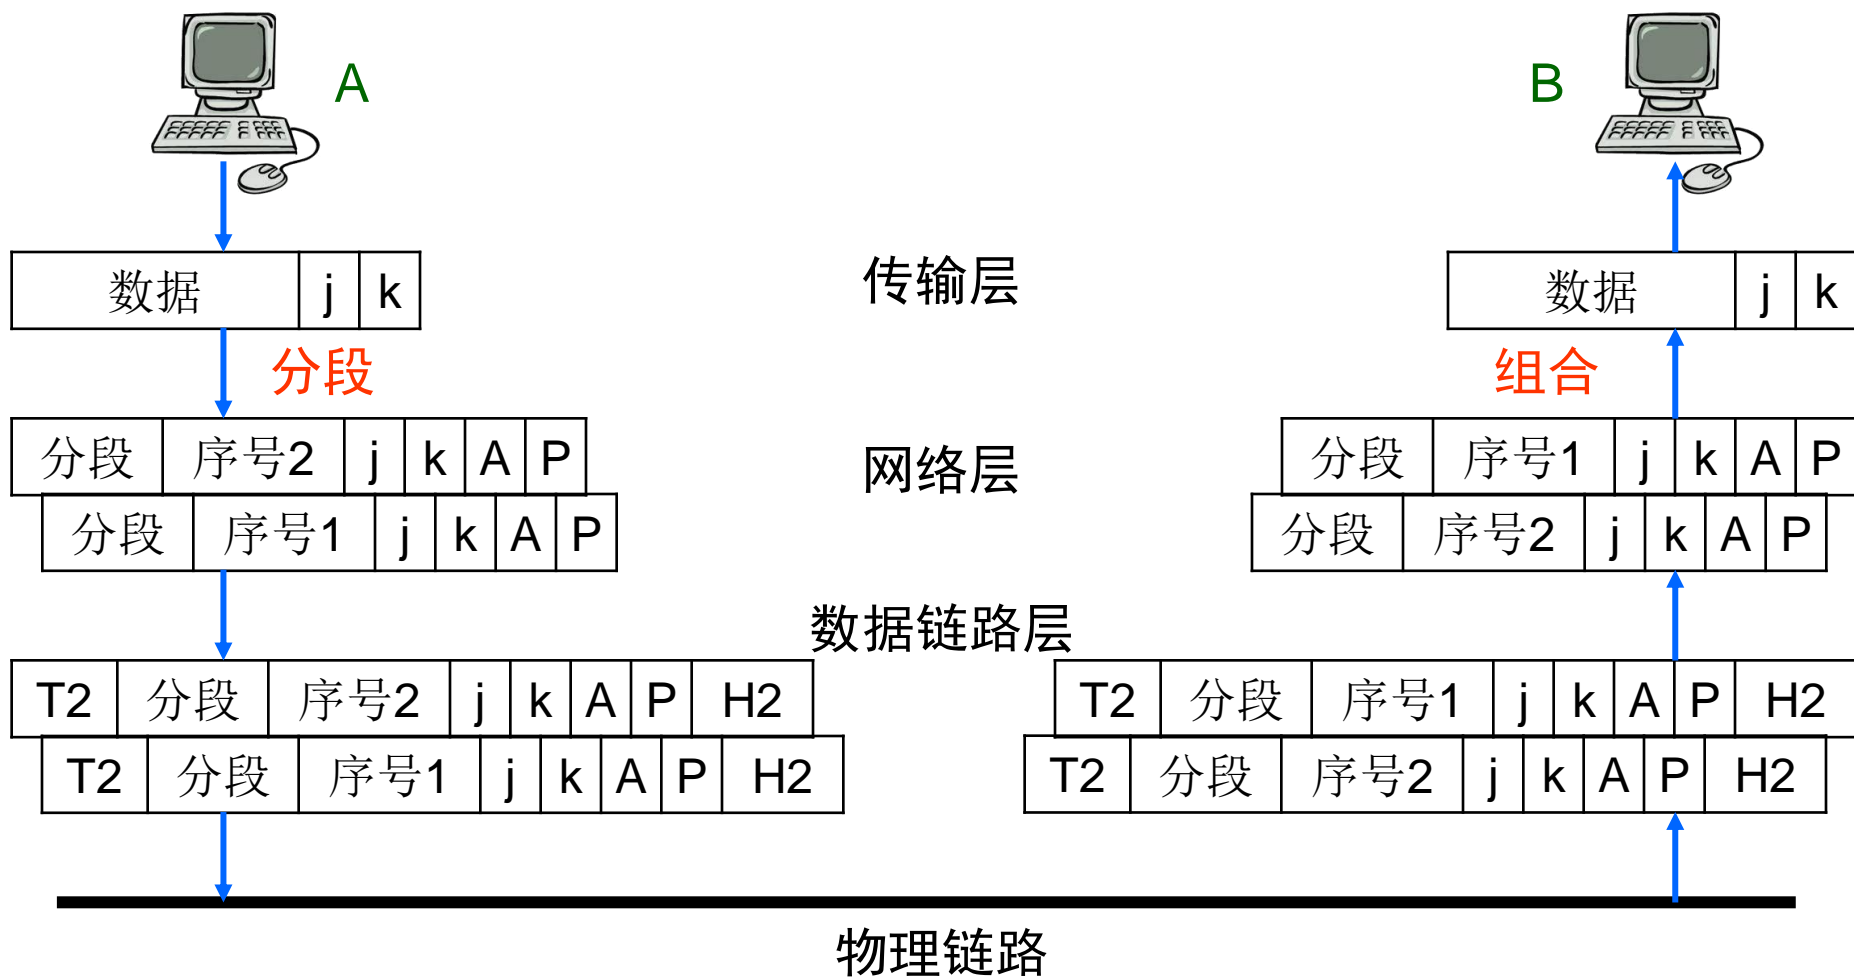 A B
数据 j k 传输层 数据 j k
分段 组合
分段 序号2 j k A P 网络层 分段 序号1 j k A P
分段 序号1 j k A P 分段 序号2 j k A P
数据链路层
T2 分段 序号2 j k A P H2 T2 分段 序号1 j k A P H2
T2 分段 序号1 j k A P H2 T2 分段 序号2 j k A P H2
物理链路